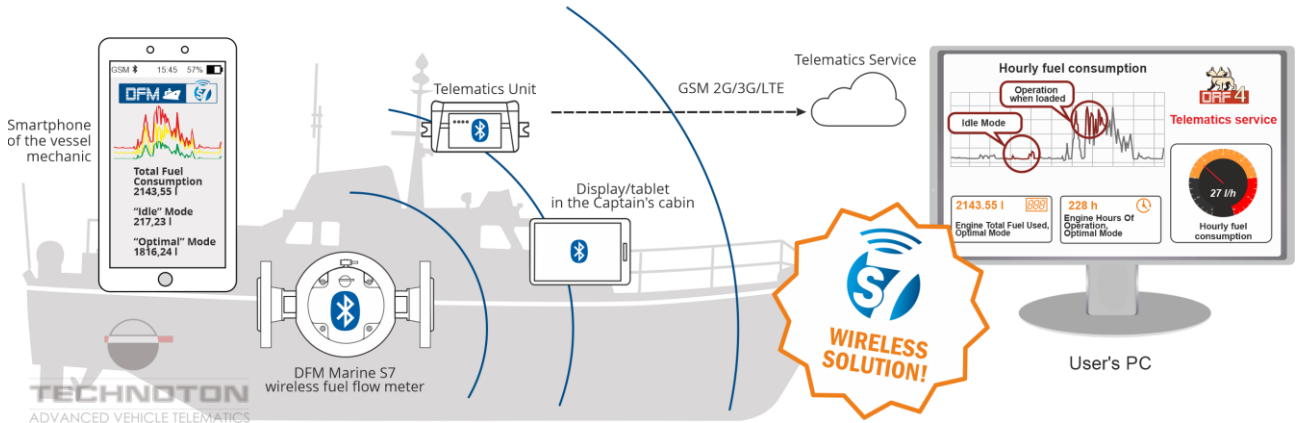 Smartphone
of the vessel
mechanic
GSM 15:45 57%
DFM S7
Total Fuel
Consumption
2143,55 l
“Idle” Mode
217,23 l
“Optimal” Mode
1816,24 l
TECHNOTON
ADVANCED VEHICLE TELEMATICS
DFM Marine S7
wireless fuel flow meter
Telematics Unit
Display/tablet
in the Captain's cabin
GSM 2G/3G/LTE
Telematics Service
S7
WIRELESS
SOLUTION!
Hourly fuel consumption
Operation
when loaded
Idle Mode
ORF 4
Telematics service
27 l/h
Hourly fuel
consumption
2143.55 l
Engine Total Fuel Used,
Optimal Mode
228 h
Engine Hours Of
Operation,
Optimal Mode
User's PC